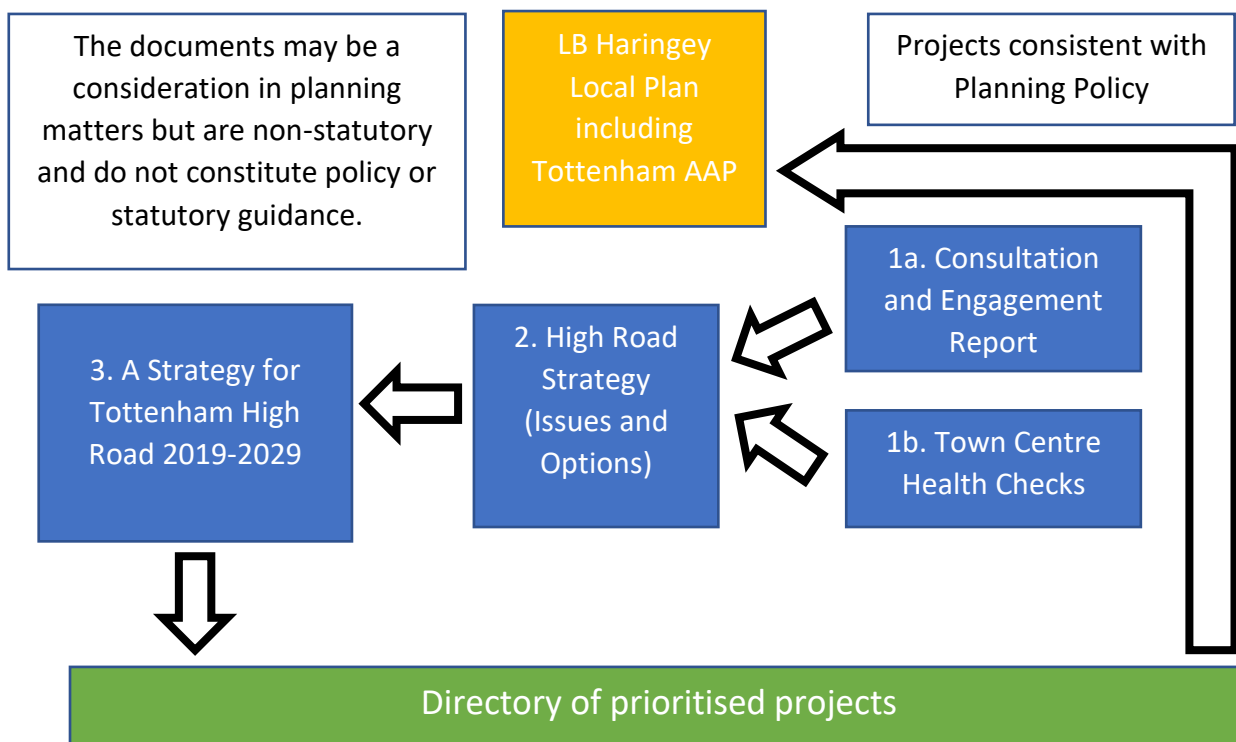 The documents may be a
consideration in planning
matters but are non-statutory
and do not constitute policy or
statutory guidance.
LB Haringey
Local Plan
including
Tottenham AAP
Projects consistent with
Planning Policy
1a. Consultation
and Engagement
Report
1b. Town Centre
Health Checks
2. High Road
Strategy
(Issues and
Options)
3. A Strategy for
Tottenham High
Road 2019-2029
Directory of prioritised projects